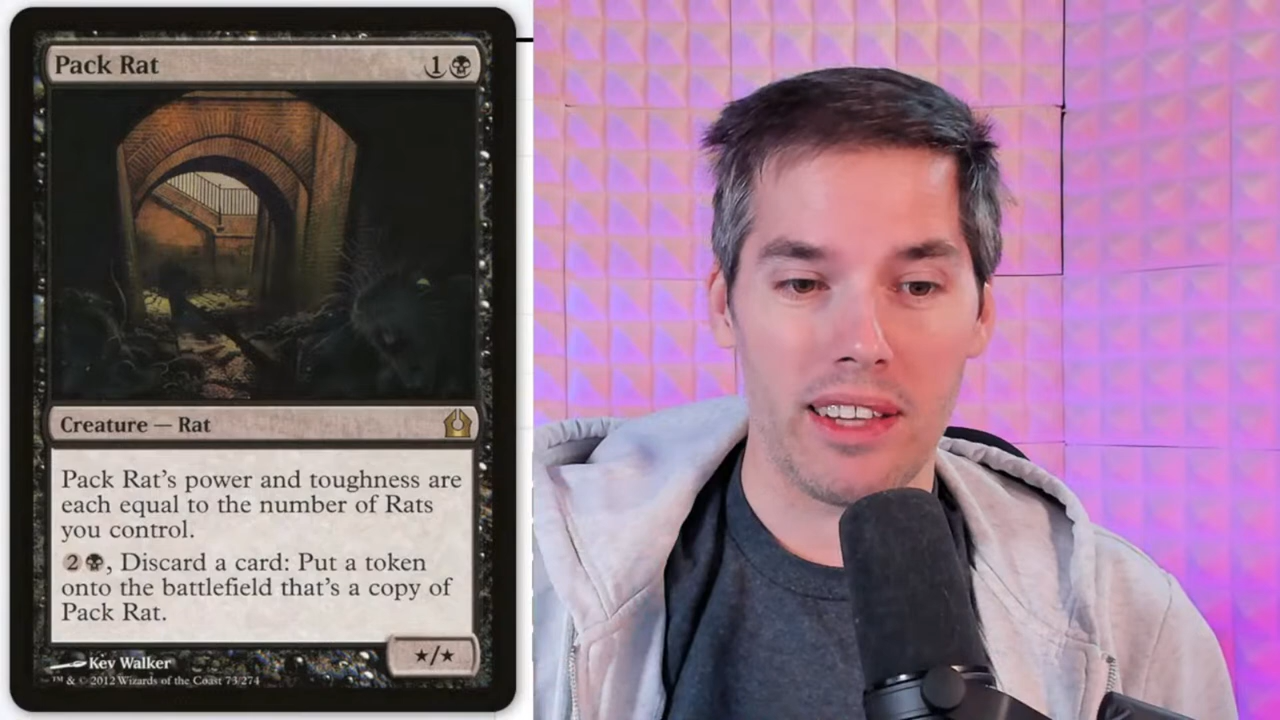 Pack Rat 1
Creature — Rat
Pack Rat's power and toughness are
each equal to the number of Rats
you control.
2, Discard a card: Put a token
onto the battlefield that's a copy of
Pack Rat.
★/★
Kev Walker
™ & © 2012 Wizards of the Coast 73/274